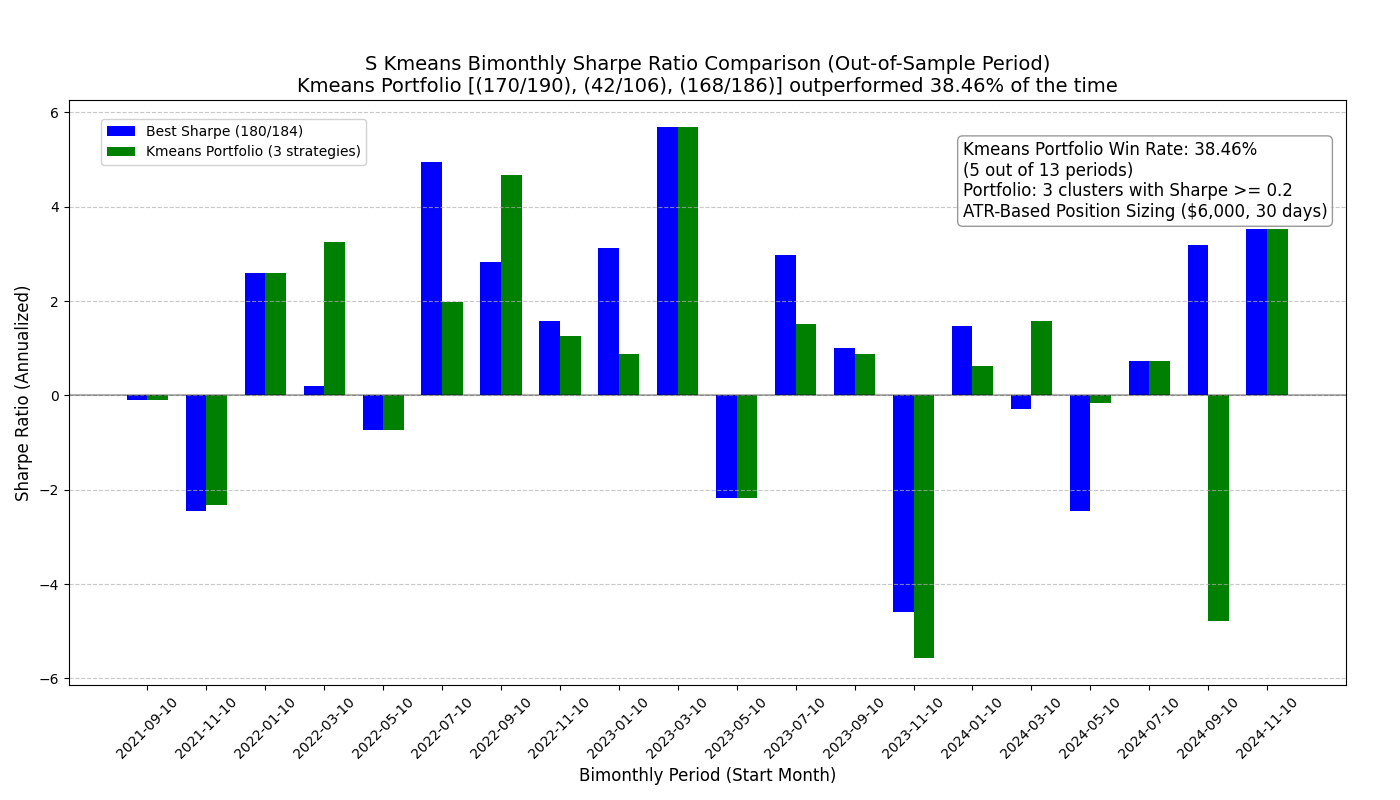 S Kmeans Bimonthly Sharpe Ratio Comparison (Out-of-Sample Period)
Kmeans Portfolio [(170/190), (42/106), (168/186)] outperformed 38.46% of the time
Best Sharpe (180/184)
Kmeans Portfolio (3 strategies)
Kmeans Portfolio Win Rate: 38.46%
(5 out of 13 periods)
Portfolio: 3 clusters with Sharpe >= 0.2
ATR-Based Position Sizing ($6,000, 30 days)
Sharpe Ratio (Annualized)
6
4
2
0
−2
−4
−6
2021-09-10
2021-11-10
2022-01-10
2022-03-10
2022-05-10
2022-07-10
2022-09-10
2022-11-10
2023-01-10
2023-03-10
2023-05-10
2023-07-10
2023-09-10
2023-11-10
2024-01-10
2024-03-10
2024-05-10
2024-07-10
2024-09-10
2024-11-10
Bimonthly Period (Start Month)